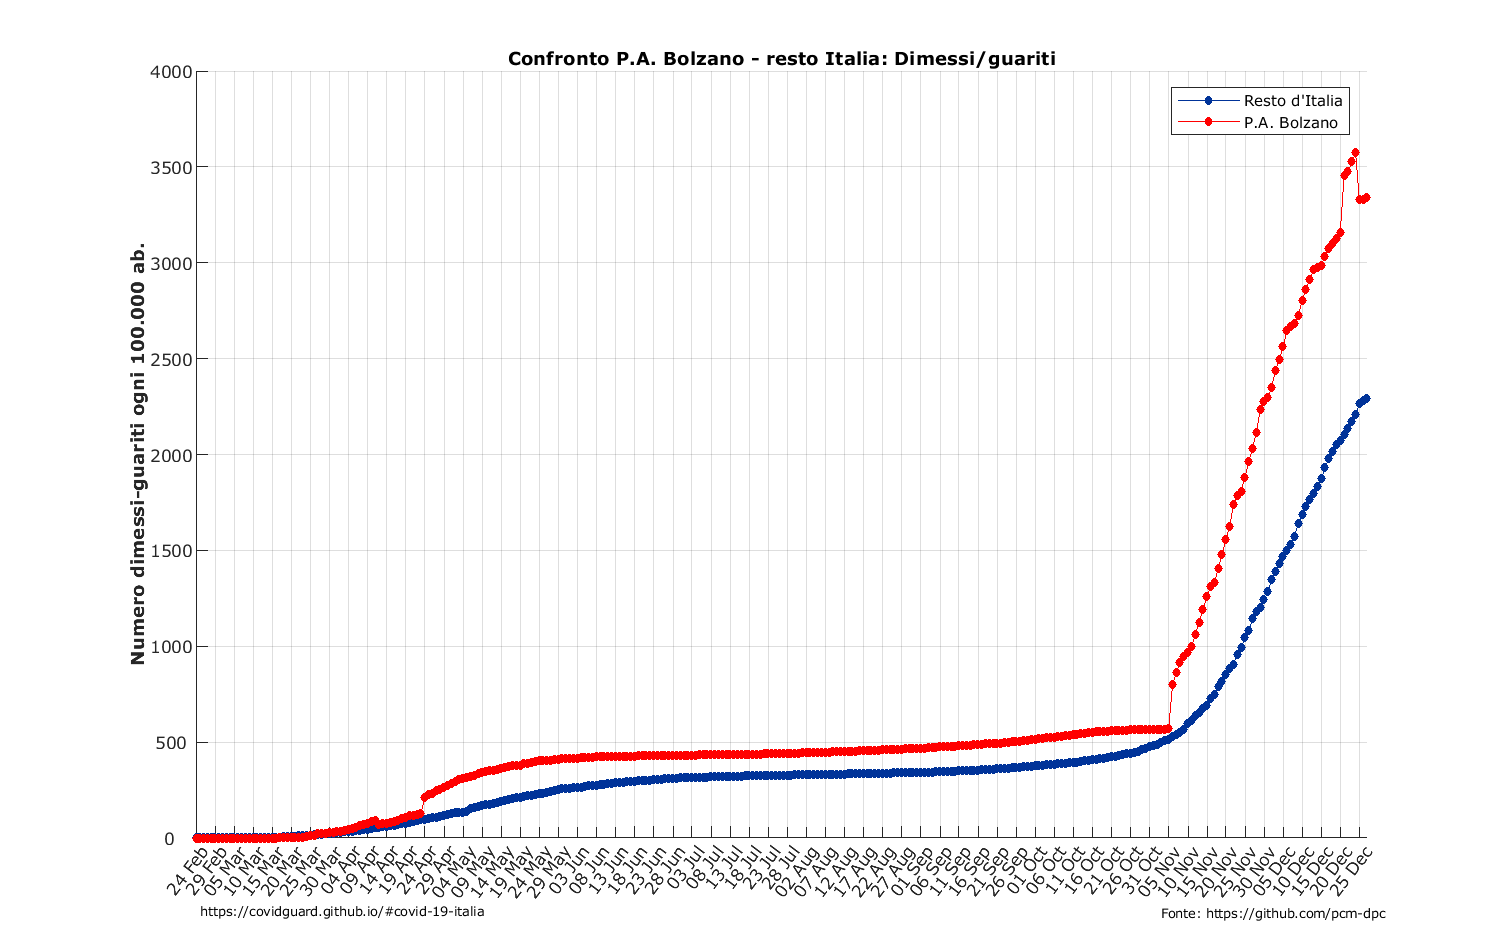 Confronto P.A. Bolzano - resto Italia: Dimessi/guariti
Resto d'Italia
P.A. Bolzano
Numero dimessi-guariti ogni 100.000 ab.
4000
3500
3000
2500
2000
1500
1000
500
0
24 Feb
29 Feb
05 Mar
10 Mar
15 Mar
20 Mar
25 Mar
30 Mar
04 Apr
09 Apr
14 Apr
19 Apr
24 Apr
29 Apr
04 May
09 May
14 May
19 May
24 May
29 May
03 Jun
08 Jun
13 Jun
18 Jun
23 Jun
28 Jun
03 Jul
08 Jul
13 Jul
18 Jul
23 Jul
28 Jul
02 Aug
07 Aug
12 Aug
17 Aug
22 Aug
27 Aug
01 Sep
06 Sep
11 Sep
16 Sep
21 Sep
26 Sep
01 Oct
06 Oct
11 Oct
16 Oct
21 Oct
26 Oct
31 Oct
05 Nov
10 Nov
15 Nov
20 Nov
25 Nov
30 Nov
05 Dec
10 Dec
15 Dec
20 Dec
25 Dec
https://covidguard.github.io/#covid-19-italia
Fonte: https://github.com/pcm-dpc